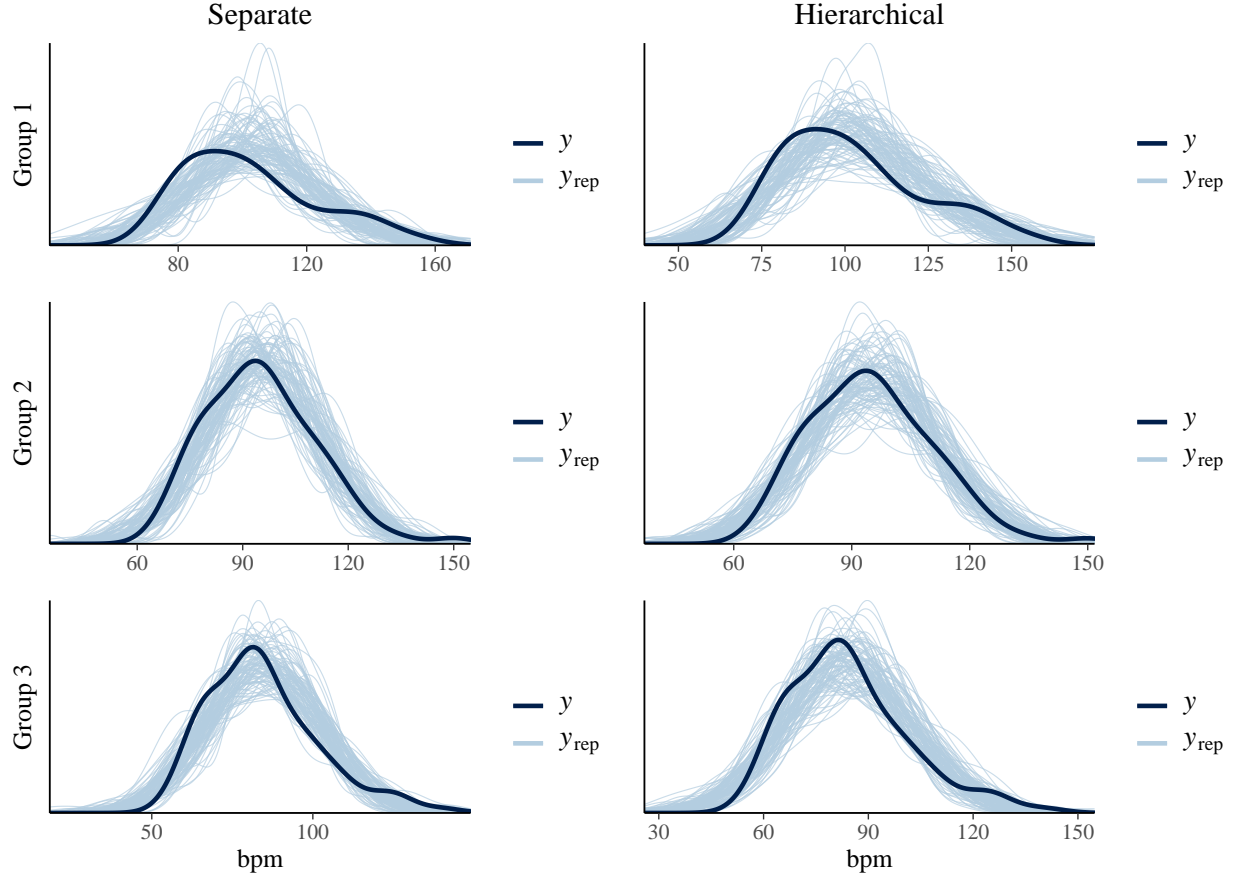 Separate
Hierarchical
Group 1
y
y rep
80 120 160
y
y rep
50 75 100 125 150
Group 2
y
y rep
60 90 120 150
y
y rep
60 90 120 150
Group 3
y
y rep
50 100
bpm
y
y rep
30 60 90 120 150
bpm